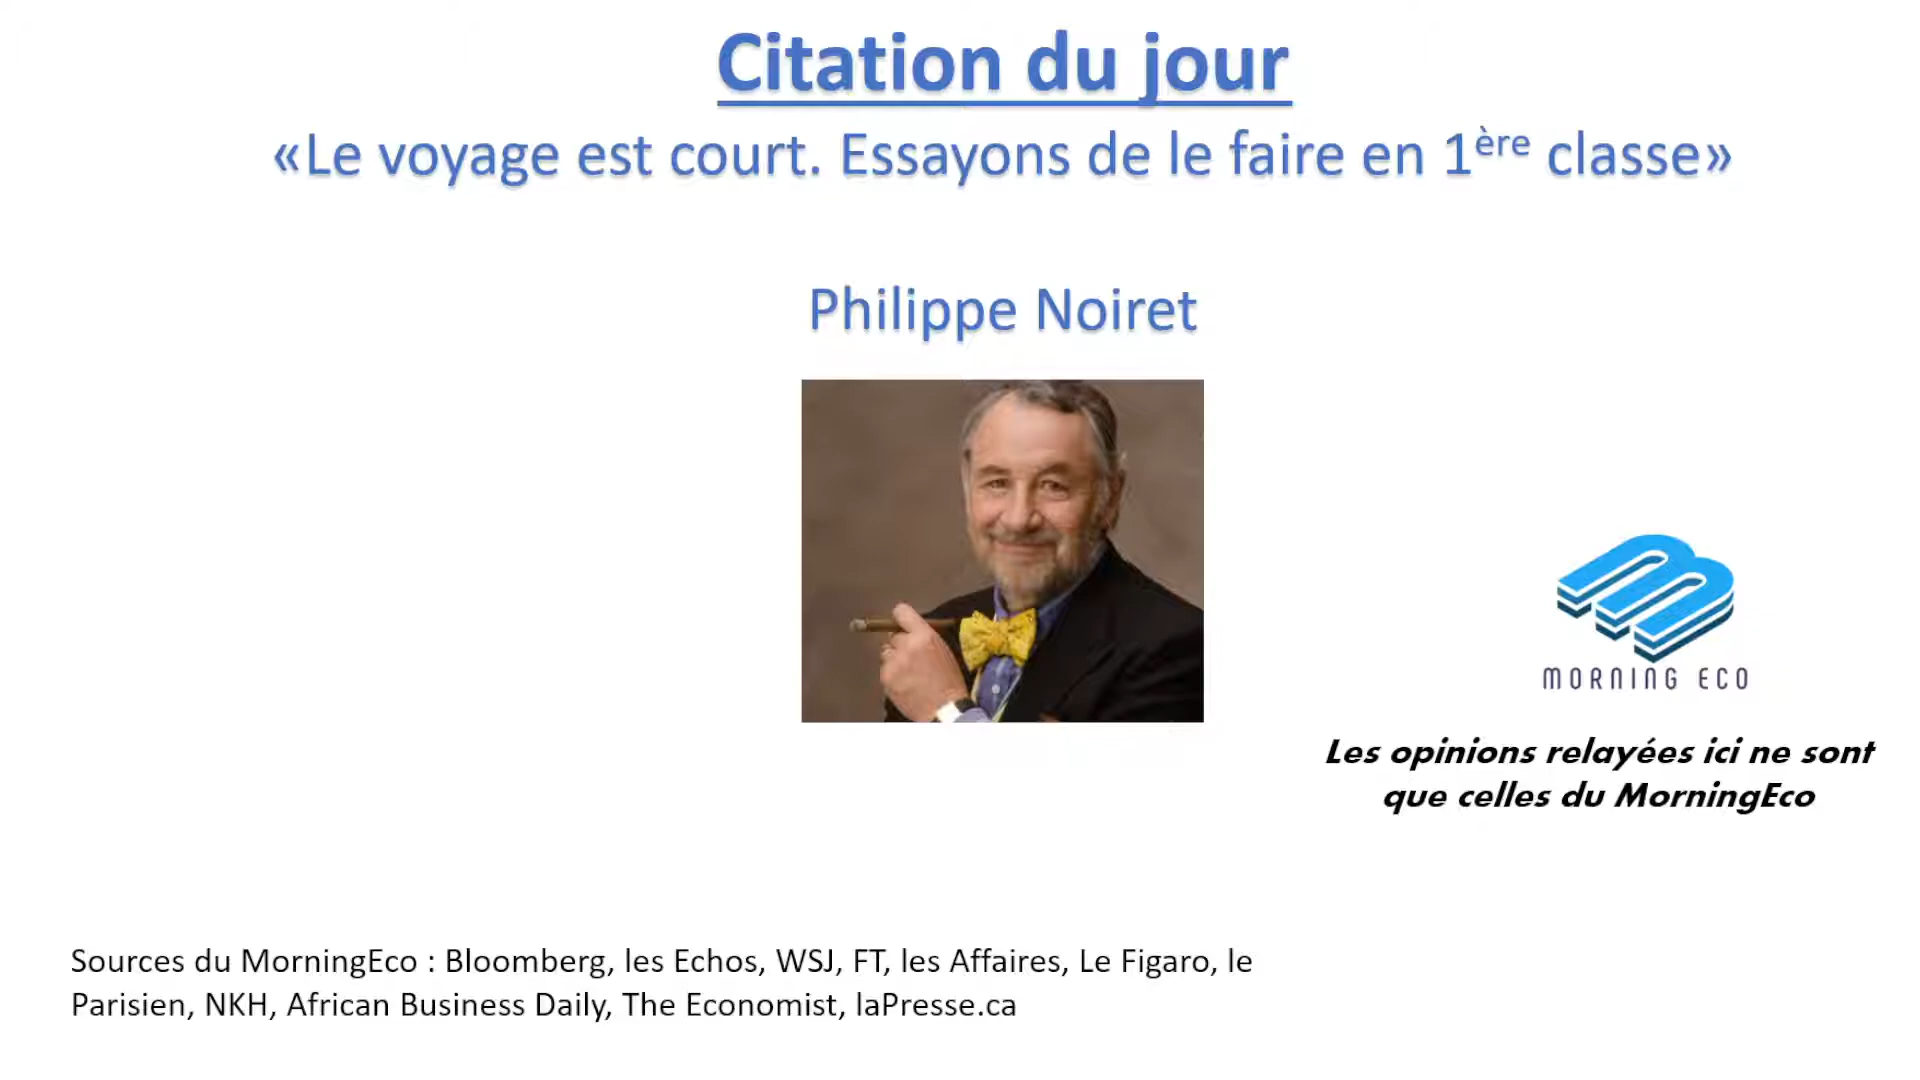 Citation du jour
«Le voyage est court. Essayons de le faire en 1ère classe»
Philippe Noiret
MORNING ECO
Les opinions relayées ici ne sont
que celles du MorningEco
Sources du MorningEco : Bloomberg, les Echos, WSJ, FT, les Affaires, Le Figaro, le
Parisien, NKH, African Business Daily, The Economist, laPresse.ca